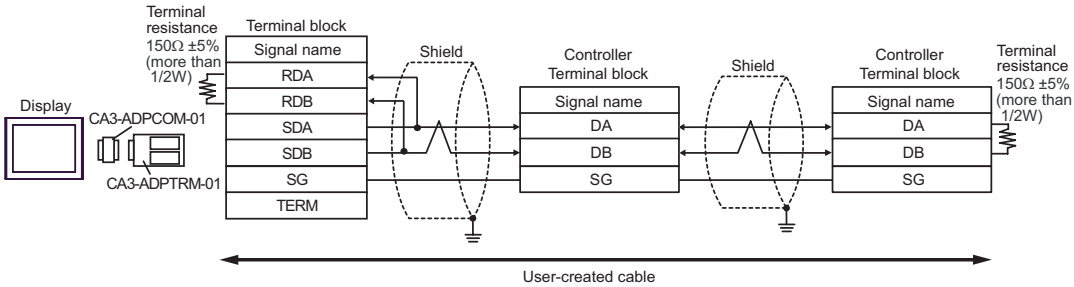 Terminal
resistance
150Ω ±5%
(more than
1/2W)
Terminal block
Signal name
RDA
RDB
SDA
SDB
SG
TERM
Display
CA3-ADPCOM-01
CA3-ADPTRM-01
Shield
Controller
Terminal block
Signal name
DA
DB
SG
Shield
Controller
Terminal block
Signal name
DA
DB
SG
Terminal
resistance
150Ω ±5%
(more than
1/2W)
User-created cable